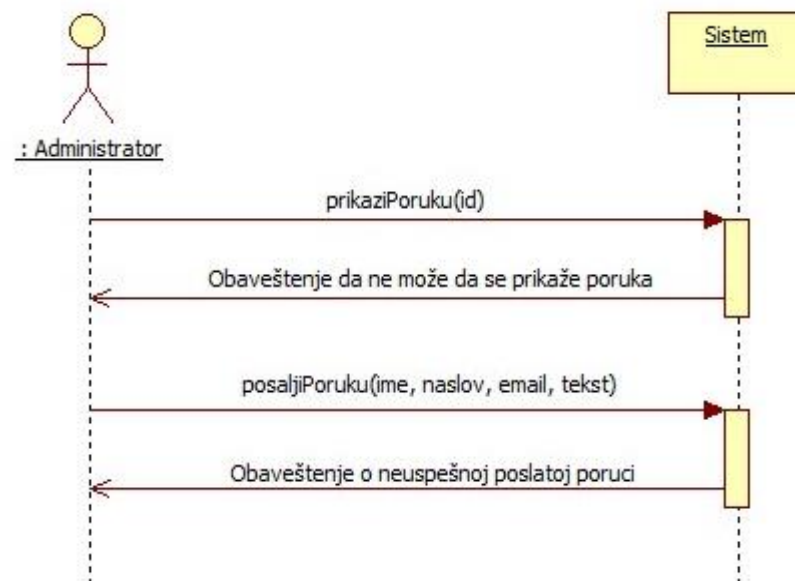 Sistem
: Administrator
prikaziPoruku(id)
Obaveštenje da ne može da se prikaže poruka
posaljiPoruku(ime, naslov, email, tekst)
Obaveštenje o neuspešnoj poslatoj poruci